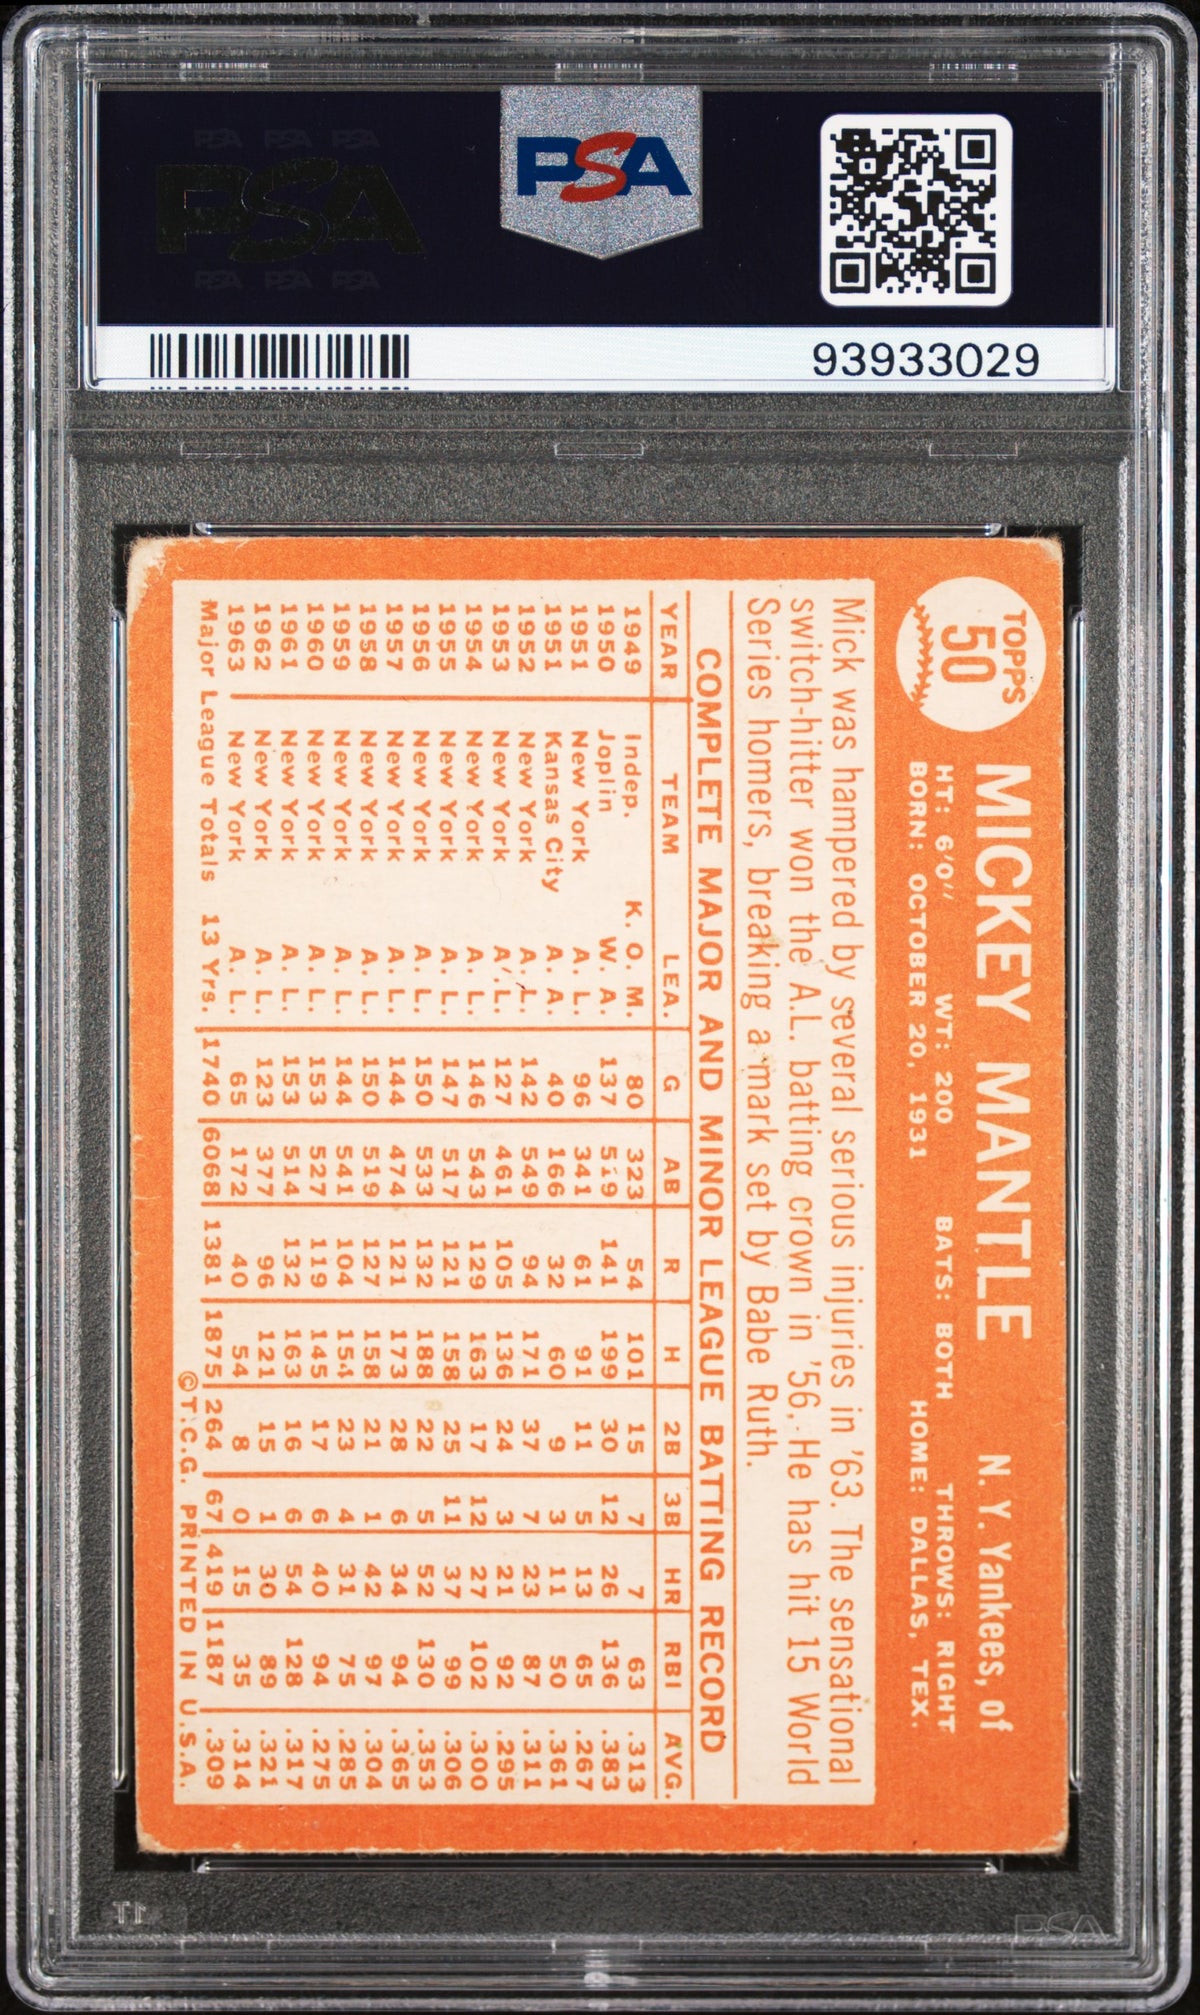 PSA PSA PSA
PSA
PSA PSA PSA
PSA
93933029
TOPPS
50
MICKEY MANTLE N. Y. Yankees, of
HT: 6'0" WT: 200 BATS: BOTH THROWS: RIGHT
BORN: OCTOBER 20, 1931 HOME: DALLAS, TEX.
Mick was hampered by several serious injuries in '63. The sensational
switch-hitter won the A.L. batting crown in '56. He has hit 15 World
Series homers, breaking a mark set by Babe Ruth.
COMPLETE MAJOR AND MINOR LEAGUE BATTING RECORD
YEAR TEAM LEA. G AB R H 2B 3B HR RBI AVG.
1949 Indep. K. O. M. 80 323 54 101 15 7 7 63 .313
1950 Joplin W. A. 137 519 141 199 30 12 26 136 .383
1951 New York A. L. 96 341 61 91 11 5 13 65 .267
1951 Kansas City A. A. 40 166 32 60 9 3 11 50 .361
1952 New York A. L. 142 549 94 171 37 7 23 87 .311
1953 New York A. L. 127 461 105 136 24 3 21 92 .295
1954 New York A. L. 146 543 129 163 17 12 27 102 .300
1955 New York A. L. 147 517 121 158 25 11 37 99 .306
1956 New York A. L. 150 533 132 188 22 5 52 130 .353
1957 New York A. L. 144 474 121 173 28 6 34 94 .365
1958 New York A. L. 150 519 127 158 21 1 42 97 .304
1959 New York A. L. 144 541 104 154 23 4 31 75 .285
1960 New York A. L. 153 527 119 145 17 6 40 94 .275
1961 New York A. L. 153 514 132 163 16 6 54 128 .317
1962 New York A. L. 123 377 96 121 15 1 30 89 .321
1963 New York A. L. 65 172 40 54 8 0 15 35 .314
Major League Totals 13 Yrs. 1740 6068 1381 1875 264 67 419 1187 .309
©T.C.G. PRINTED IN U.S.A.
PSA